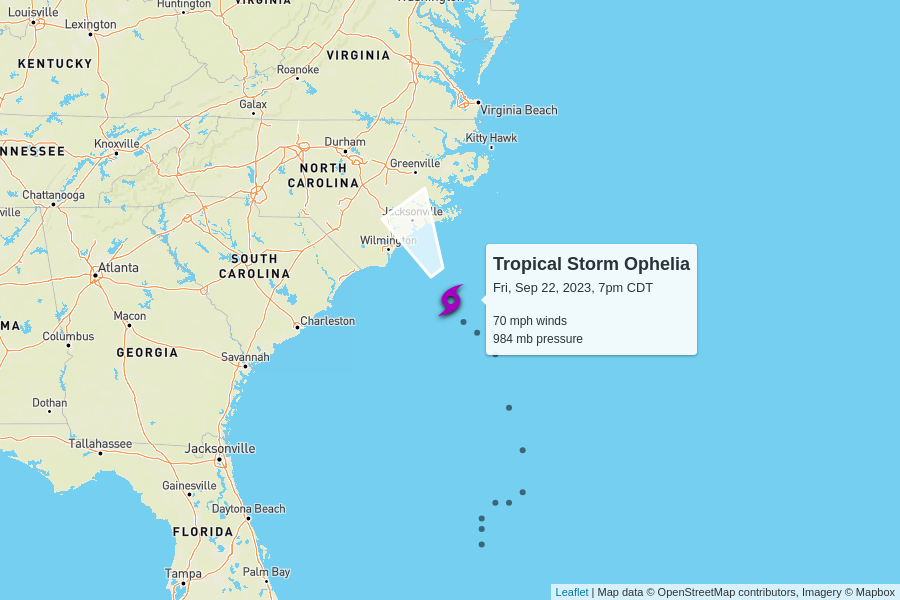 Louisville
Huntington
VIRGINIA
Washington
Lexington
KENTUCKY
VIRGINIA
Roanoke
Galax
Virginia Beach
Kitty Hawk
Durham
Knoxville
NNESSEE
Greenville
NORTH
CAROLINA
Chattanooga
ville
Jacksonville
Wilmington
SOUTH
CAROLINA
Atlanta
Tropical Storm Ophelia
Fri, Sep 22, 2023, 7pm CDT
70 mph winds
984 mb pressure
Macon
Charleston
MA
Columbus
GEORGIA
Savannah
Dothan
Tallahassee
Jacksonville
Gainesville
Daytona Beach
FLORIDA
Tampa
Palm Bay
Leaflet | Map data © OpenStreetMap contributors, Imagery © Mapbox